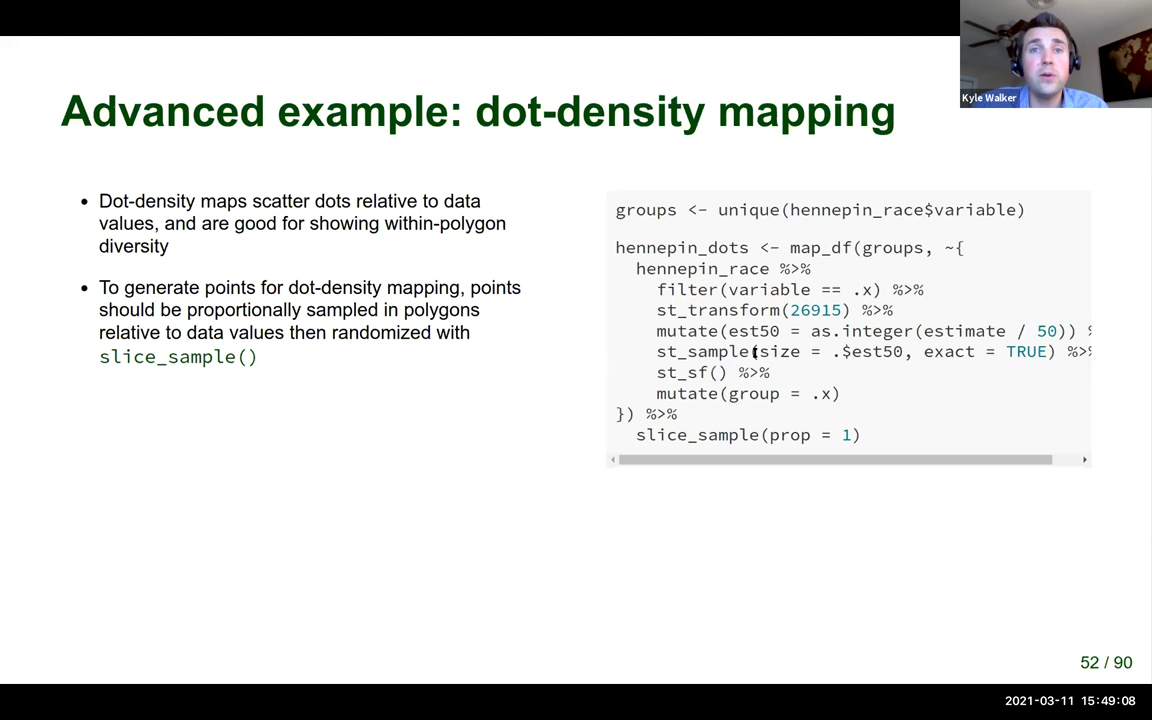 Kyle Walker
Advanced example: dot-density mapping
• Dot-density maps scatter dots relative to data
values, and are good for showing within-polygon
diversity
• To generate points for dot-density mapping, points
should be proportionally sampled in polygons
relative to data values then randomized with
slice_sample()
groups <- unique(hennepin_race$variable)
hennepin_dots <- map_df(groups, ~{
hennepin_race %>%
filter(variable == .x) %>%
st_transform(26915) %>%
mutate(est50 = as.integer(estimate / 50)) %
st_sample(size = .$est50, exact = TRUE) %>%
st_sf() %>%
mutate(group = .x)
}) %>%
slice_sample(prop = 1)
52 / 90
2021-03-11 15:49:08